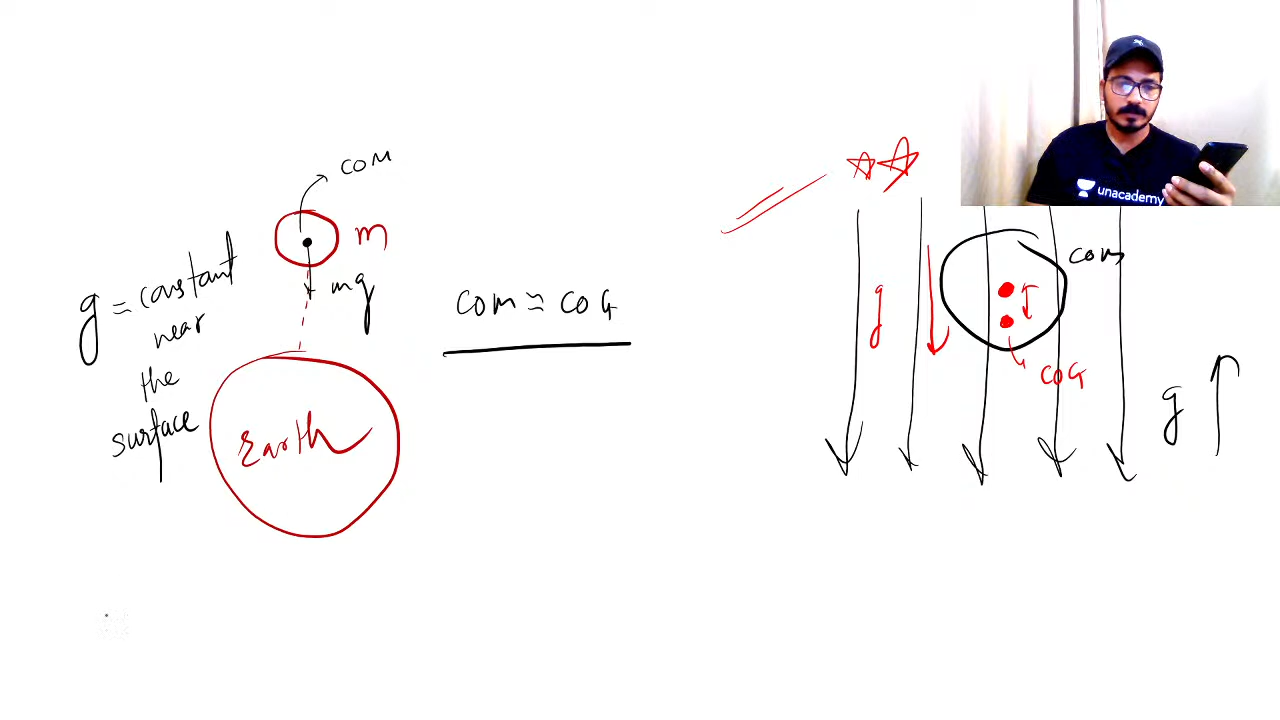 COM
m
mg
g = constant
near
the
surface
Earth
COM ≃ COG
g
COM
COG
g ↑
unacademy